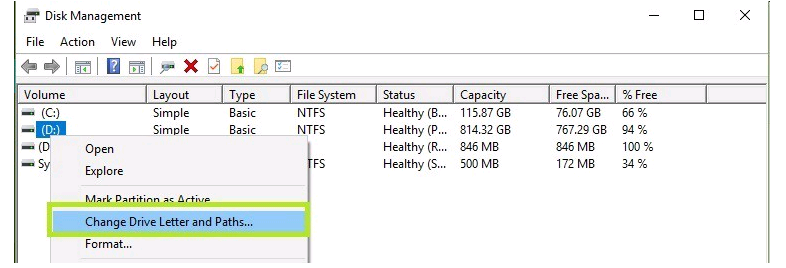 Disk Management
File Action View Help
Volume Layout Type File System Status Capacity Free Spa... % Free
(C:) Simple Basic NTFS Healthy (B... 115.87 GB 76.07 GB 66 %
(D:) Simple Basic NTFS Healthy (P... 814.32 GB 767.29 GB 94 %
(D Healthy (R... 846 MB 846 MB 100 %
Sy TFS Healthy (S... 500 MB 172 MB 34 %
Open
Explore
Mark Partition as Active
Change Drive Letter and Paths...
Format...